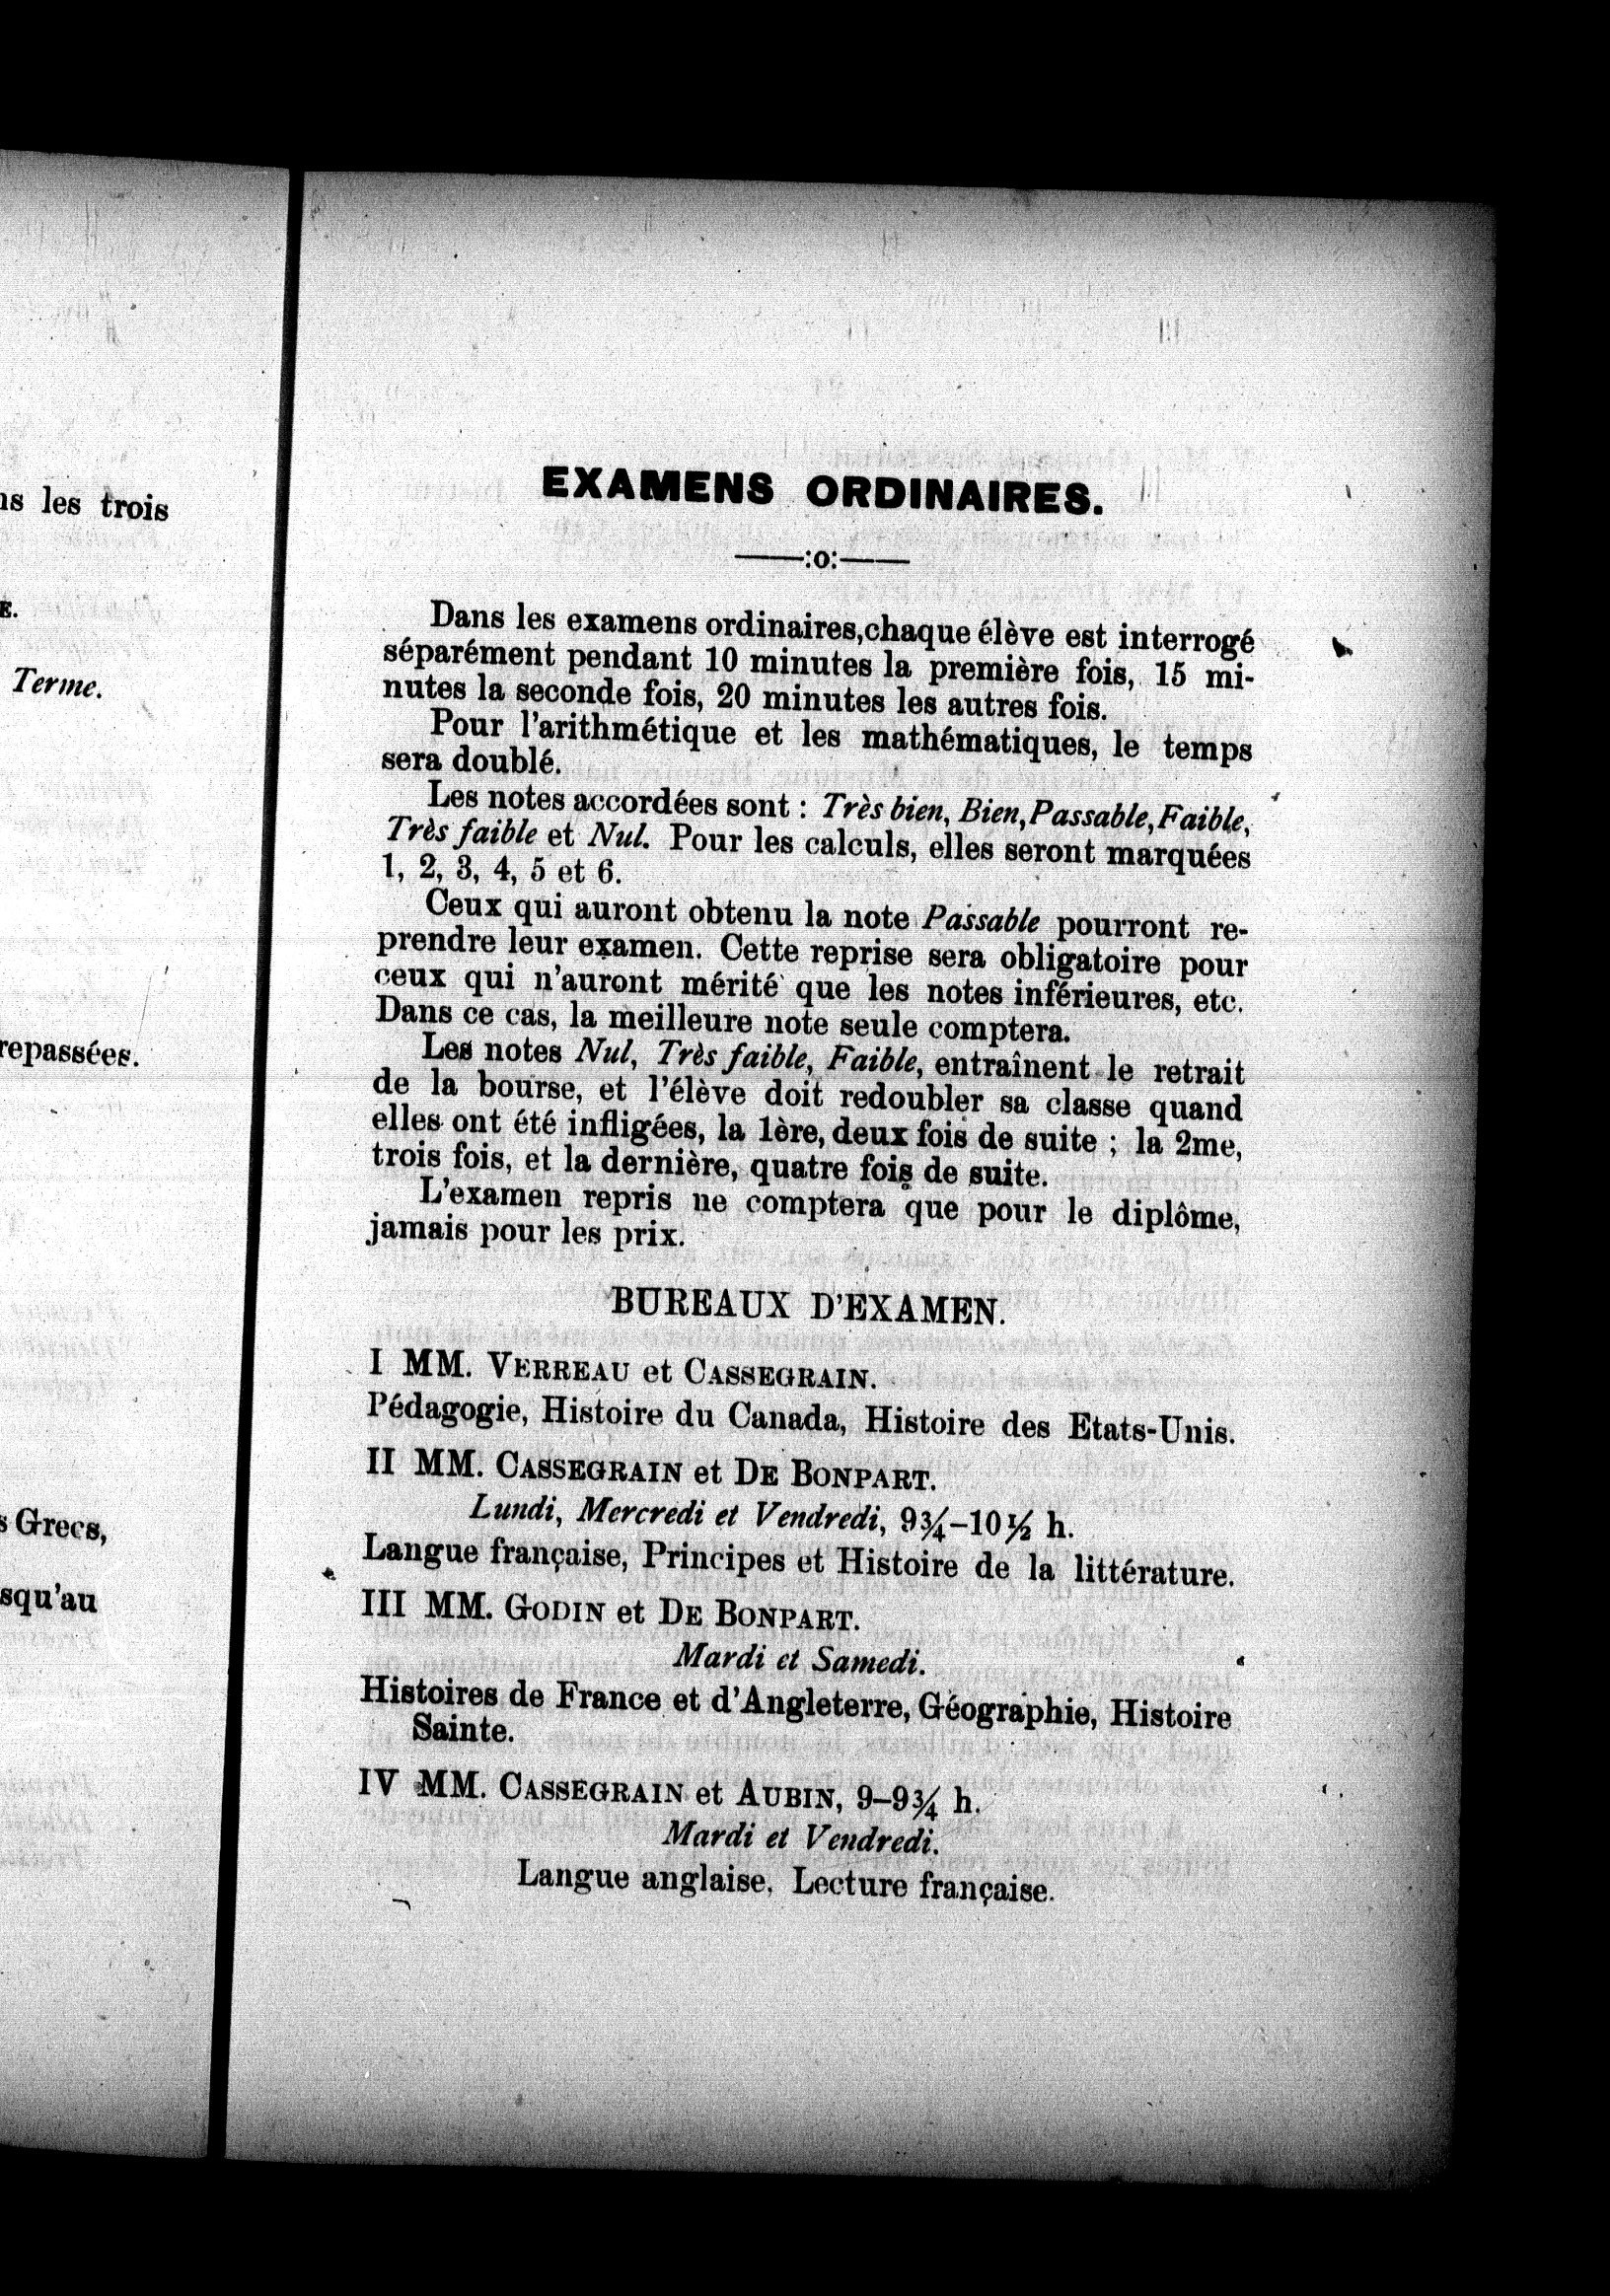 ns les trois
E.
Terme.
repassées.
s Grecs,
squ'au
EXAMENS ORDINAIRES.
——:o:——
Dans les examens ordinaires, chaque élève est interrogé
séparément pendant 10 minutes la première fois, 15 mi-
nutes la seconde fois, 20 minutes les autres fois.
Pour l'arithmétique et les mathématiques, le temps
sera doublé.
Les notes accordées sont : Très bien, Bien, Passable, Faible,
Très faible et Nul. Pour les calculs, elles seront marquées
1, 2, 3, 4, 5 et 6.
Ceux qui auront obtenu la note Passable pourront re-
prendre leur examen. Cette reprise sera obligatoire pour
ceux qui n'auront mérité que les notes inférieures, etc.
Dans ce cas, la meilleure note seule comptera.
Les notes Nul, Très faible, Faible, entraînent le retrait
de la bourse, et l'élève doit redoubler sa classe quand
elles ont été infligées, la 1ère, deux fois de suite ; la 2me,
trois fois, et la dernière, quatre fois de suite.
L'examen repris ne comptera que pour le diplôme,
jamais pour les prix.
BUREAUX D'EXAMEN.
I MM. VERREAU et CASSEGRAIN.
Pédagogie, Histoire du Canada, Histoire des Etats-Unis.
II MM. CASSEGRAIN et DE BONPART.
Lundi, Mercredi et Vendredi, 9¾–10½ h.
Langue française, Principes et Histoire de la littérature.
III MM. GODIN et DE BONPART.
Mardi et Samedi.
Histoires de France et d'Angleterre, Géographie, Histoire
Sainte.
IV MM. CASSEGRAIN et AUBIN, 9–9¾ h.
Mardi et Vendredi.
Langue anglaise, Lecture française.